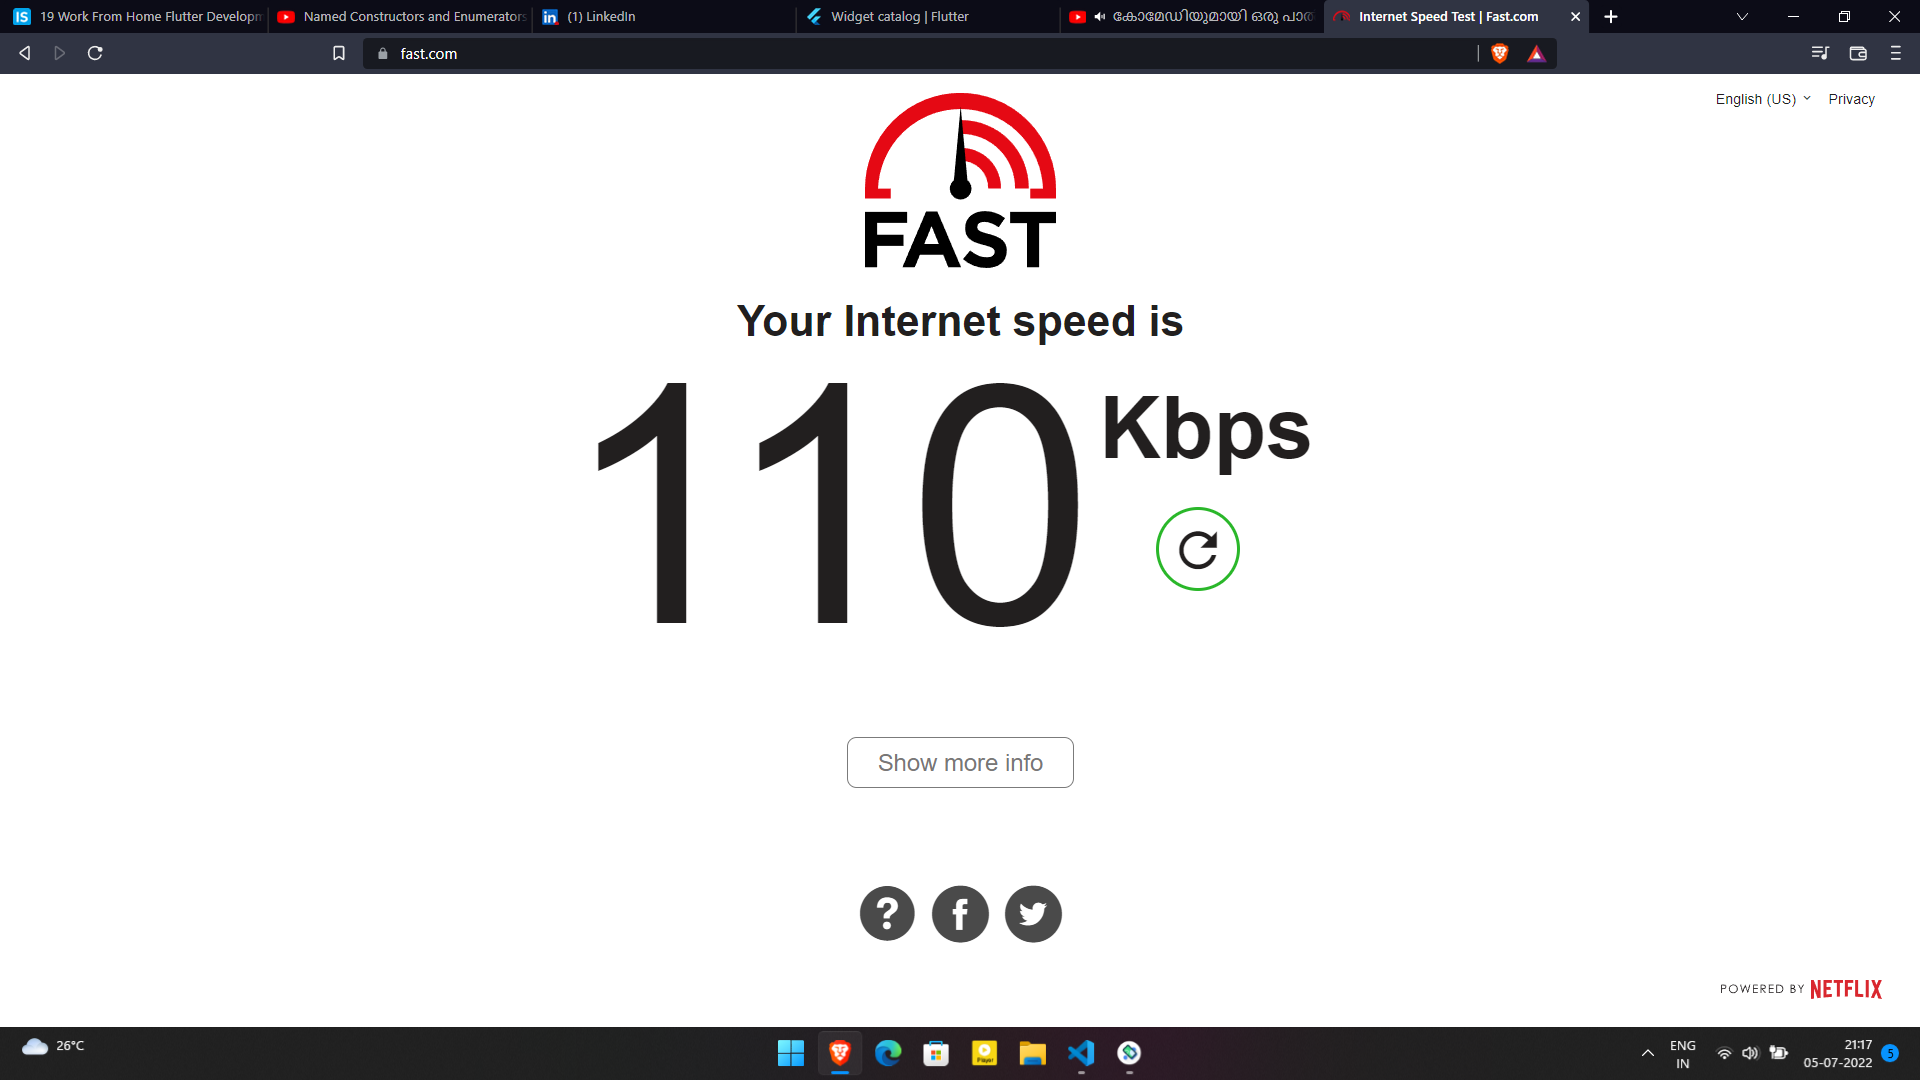 19 Work From Home Flutter Developm
Named Constructors and Enumerators
(1) LinkedIn
Widget catalog | Flutter
കോമേഡിയുമായി ഒരു
Internet Speed Test | Fast.com
fast.com
English (US)
Privacy
FAST
Your Internet speed is
110 Kbps
Show more info
POWERED BY NETFLIX
26°C
ENG
IN
21:17
05-07-2022
5